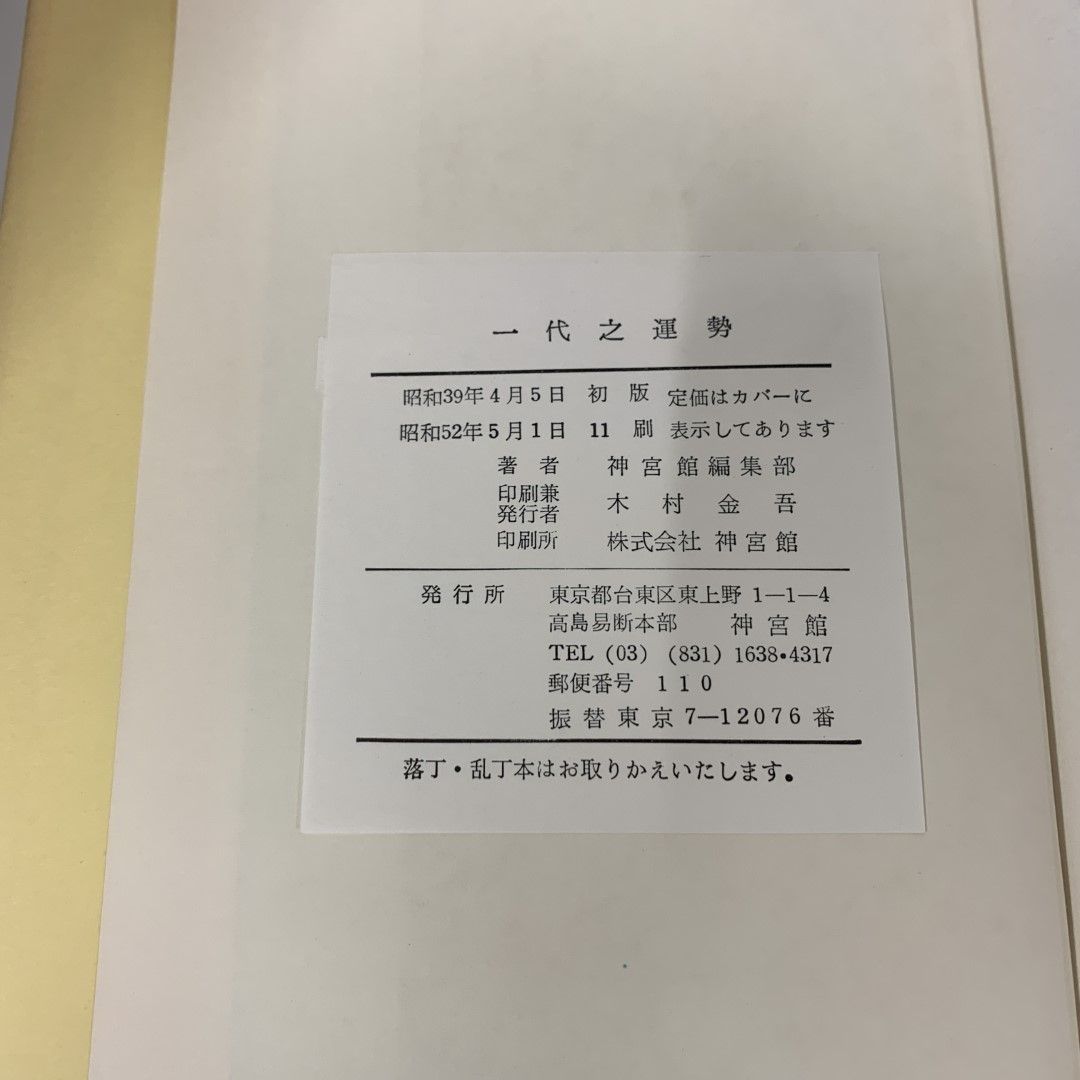 一代之運勢
昭和39年4月5日 初版 定価はカバーに
昭和52年5月1日 11刷 表示してあります
著者 神宮館編集部
印刷兼発行者 木村金吾
印刷所 株式会社 神宮館
発行所 東京都台東区東上野 1—1—4
高島易断本部 神宮館
TEL (03) (831) 1638・4317
郵便番号 110
振替東京 7—12076 番
落丁・乱丁本はお取りかえいたします。